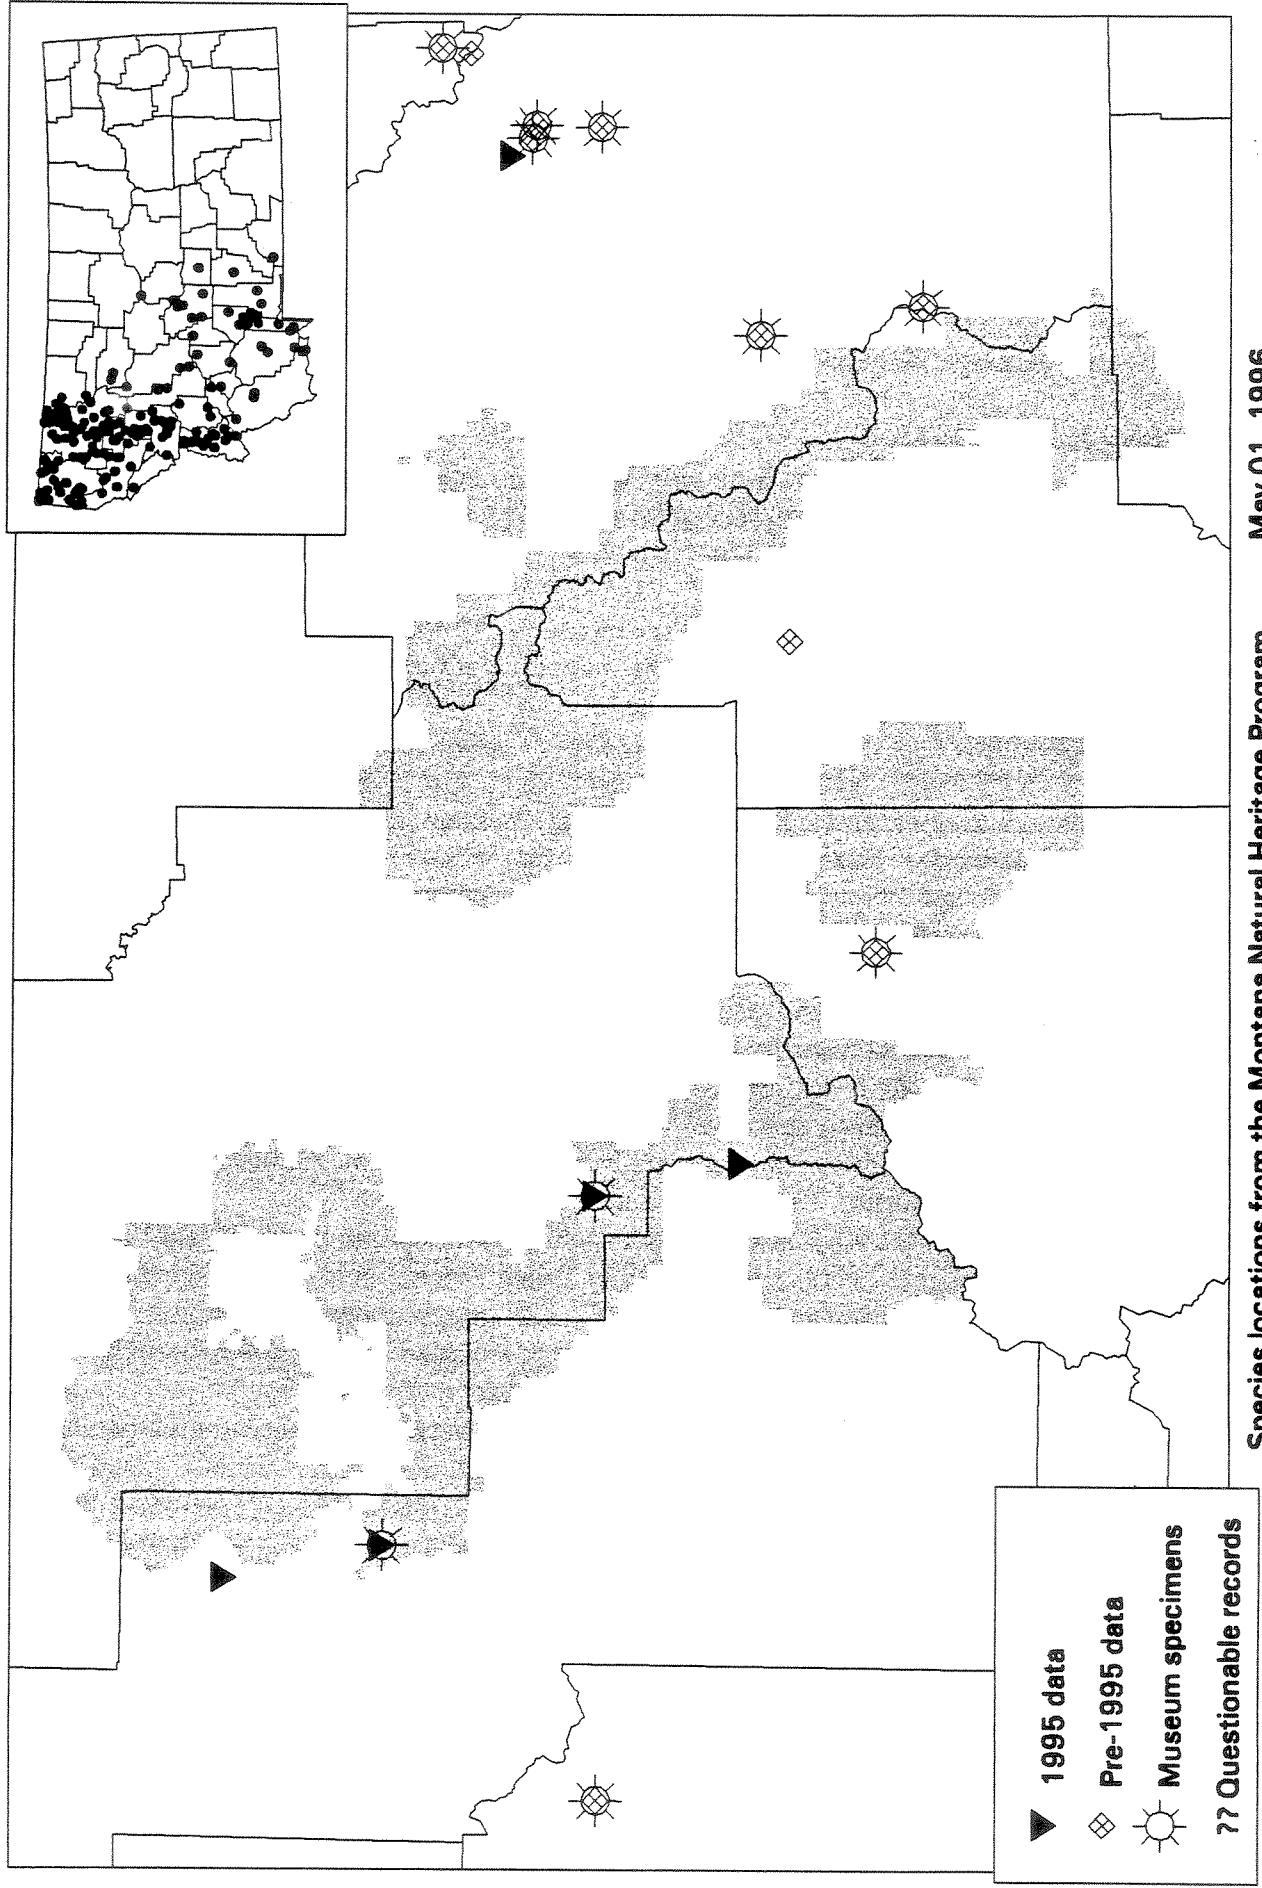 1995 data
Pre-1995 data
Museum specimens
?? Questionable records
Species locations from the Montana Natural Heritage Program May 01, 1996